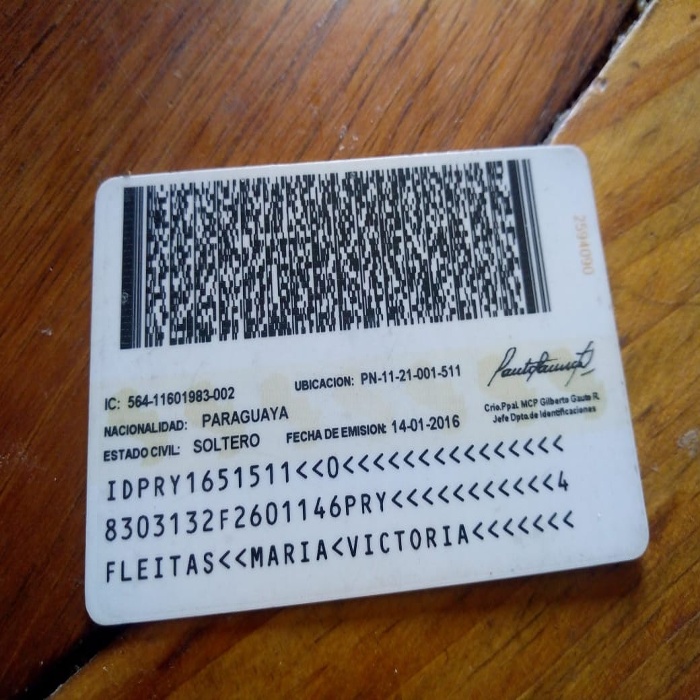 2594090
IC: 564-11601983-002
UBICACION: PN-11-21-001-511
NACIONALIDAD: PARAGUAYA
ESTADO CIVIL: SOLTERO FECHA DE EMISION: 14-01-2016
Crio.Ppal. MCP Gilberto Gauto R.
Jefe Dpto.de Identificaciones
IDPRY1651511<<0<<<<<<<<<<<<<<<
8303132F2601146PRY<<<<<<<<<<<4
FLEITAS<<MARIA<VICTORIA<<<<<<<